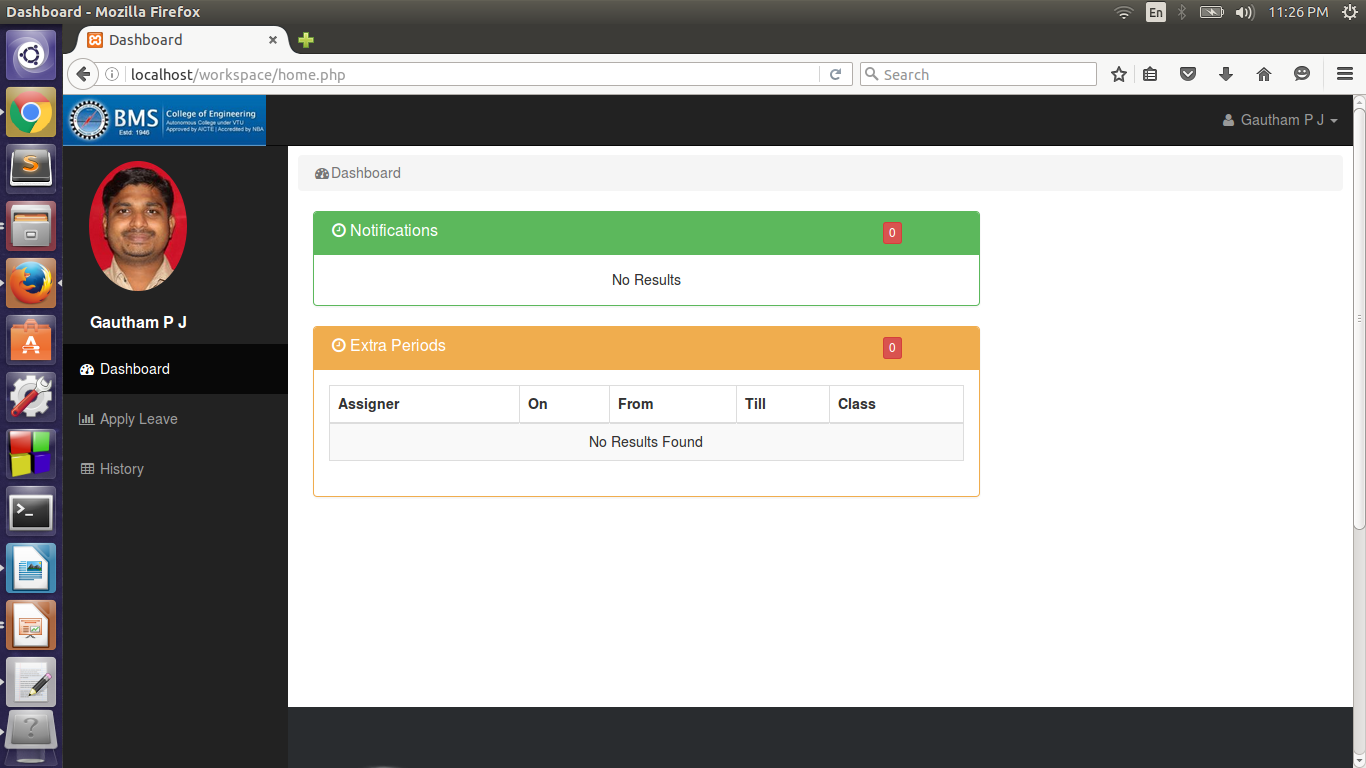 Dashboard - Mozilla Firefox
En
11:26 PM
Dashboard
localhost/workspace/home.php
Search
BMS
Estd: 1946
College of Engineering
Autonomous College under VTU
Approved by AICTE | Accredited by NBA
Gautham P J
Gautham P J
Dashboard
Apply Leave
History
Dashboard
Notifications 0
No Results
Extra Periods 0
Assigner On From Till Class
No Results Found